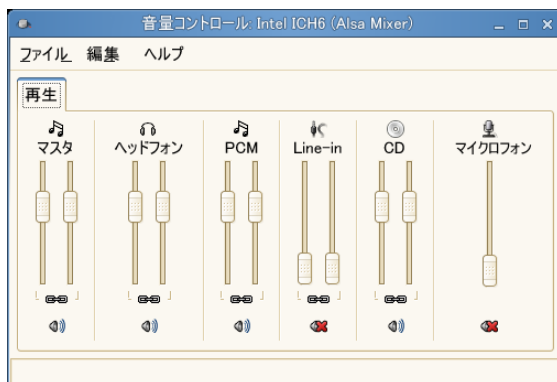 音量コントロール: Intel ICH6 (Alsa Mixer)
ファイル 編集 ヘルプ
再生
マスタ ヘッドフォン PCM Line-in CD マイクロフォン